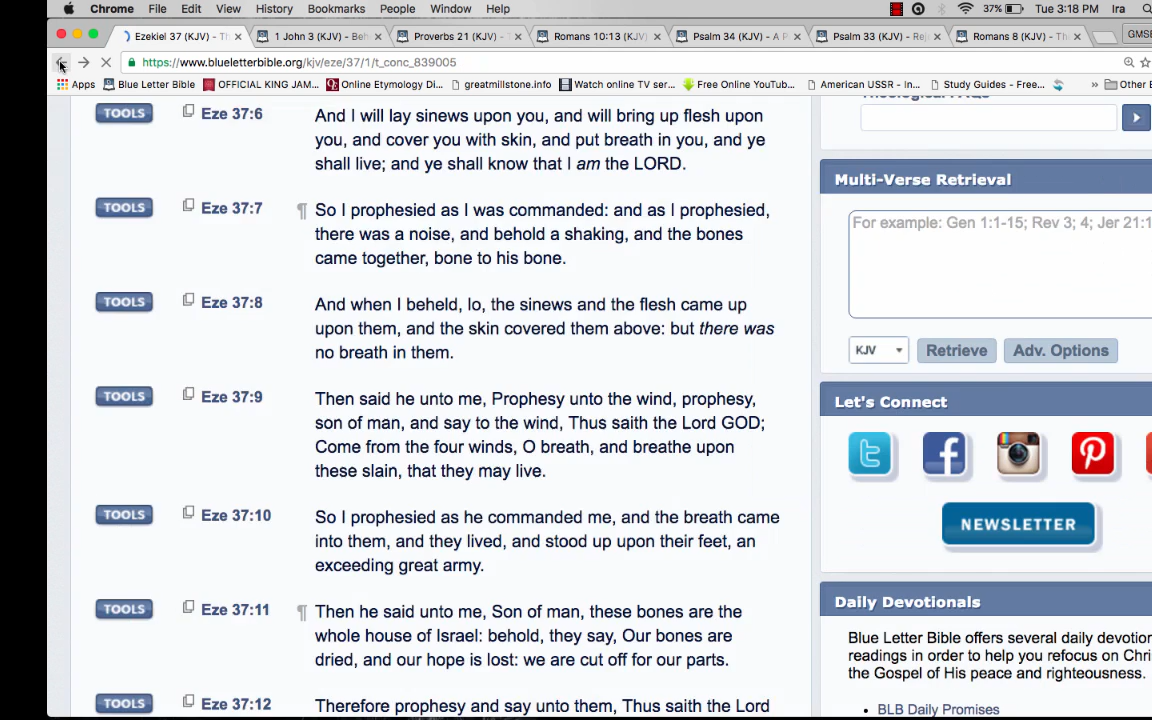 Chrome File Edit View History Bookmarks People Window Help 37% Tue 3:18 PM Ira
Ezekiel 37 (KJV) - Th 1 John 3 (KJV) - Beh Proverbs 21 (KJV) - Romans 10:13 (KJV) Psalm 34 (KJV) - A P Psalm 33 (KJV) - Re Romans 8 (KJV) - Th GMS
https://www.blueletterbible.org/kjv/eze/37/1/t_conc_839005
Apps Blue Letter Bible OFFICIAL KING JAM... Online Etymology Di... greatmillstone.info Watch online TV ser... Free Online YouTub... American USSR - In... Study Guides - Free... » Other
TOOLS Eze 37:6 And I will lay sinews upon you, and will bring up flesh upon
you, and cover you with skin, and put breath in you, and ye
shall live; and ye shall know that I am the LORD.
TOOLS Eze 37:7 ¶ So I prophesied as I was commanded: and as I prophesied,
there was a noise, and behold a shaking, and the bones
came together, bone to his bone.
TOOLS Eze 37:8 And when I beheld, lo, the sinews and the flesh came up
upon them, and the skin covered them above: but there was
no breath in them.
TOOLS Eze 37:9 Then said he unto me, Prophesy unto the wind, prophesy,
son of man, and say to the wind, Thus saith the Lord GOD;
Come from the four winds, O breath, and breathe upon
these slain, that they may live.
TOOLS Eze 37:10 So I prophesied as he commanded me, and the breath came
into them, and they lived, and stood up upon their feet, an
exceeding great army.
TOOLS Eze 37:11 ¶ Then he said unto me, Son of man, these bones are the
whole house of Israel: behold, they say, Our bones are
dried, and our hope is lost: we are cut off for our parts.
TOOLS Eze 37:12 Therefore prophesy and say unto them, Thus saith the Lord
Multi-Verse Retrieval
For example: Gen 1:1-15; Rev 3; 4; Jer 21:1
KJV Retrieve Adv. Options
Let's Connect
NEWSLETTER
Daily Devotionals
Blue Letter Bible offers several daily devotio
readings in order to help you refocus on Chri
the Gospel of His peace and righteousness.
• BLB Daily Promises